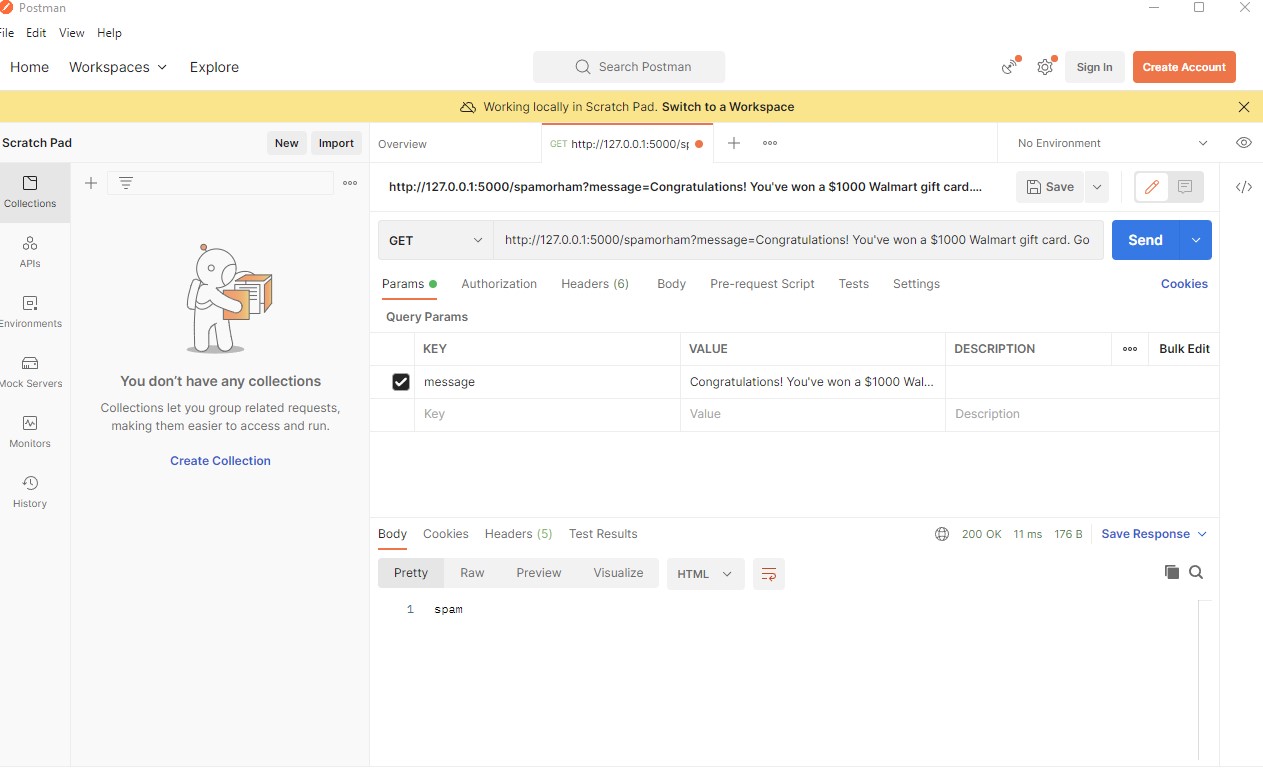 Postman
File Edit View Help
Home Workspaces Explore
Search Postman
Sign In
Create Account
Working locally in Scratch Pad. Switch to a Workspace
Scratch Pad
New
Import
Overview
GET http://127.0.0.1:5000/sp
No Environment
Collections
APIs
Environments
Mock Servers
Monitors
History
You don't have any collections
Collections let you group related requests,
making them easier to access and run.
Create Collection
http://127.0.0.1:5000/spamorham?message=Congratulations! You've won a $1000 Walmart gift card....
Save
GET
http://127.0.0.1:5000/spamorham?message=Congratulations! You've won a $1000 Walmart gift card. Go
Send
Params Authorization Headers (6) Body Pre-request Script Tests Settings
Cookies
Query Params
KEY VALUE DESCRIPTION Bulk Edit
message Congratulations! You've won a $1000 Wal...
Key Value Description
Body Cookies Headers (5) Test Results
200 OK 11 ms 176 B Save Response
Pretty Raw Preview Visualize HTML
1 spam